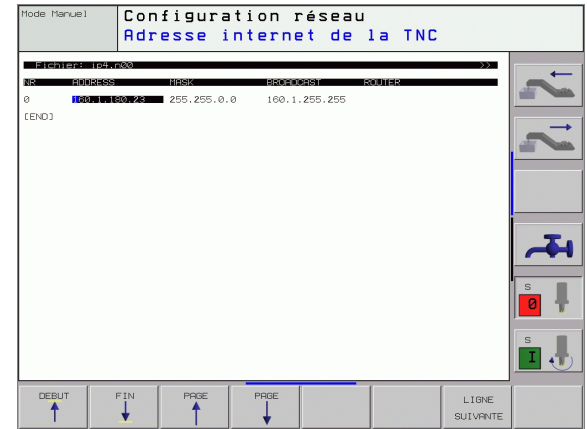 Mode Manuel
Configuration réseau
Adresse internet de la TNC
Fichier: ip4.n00 >>
NR ADDRESS MASK BROADCAST ROUTER
0 160.1.180.23 255.255.0.0 160.1.255.255
[END]
S
0
S
I
DEBUT FIN PAGE PAGE LIGNE
SUIVANTE